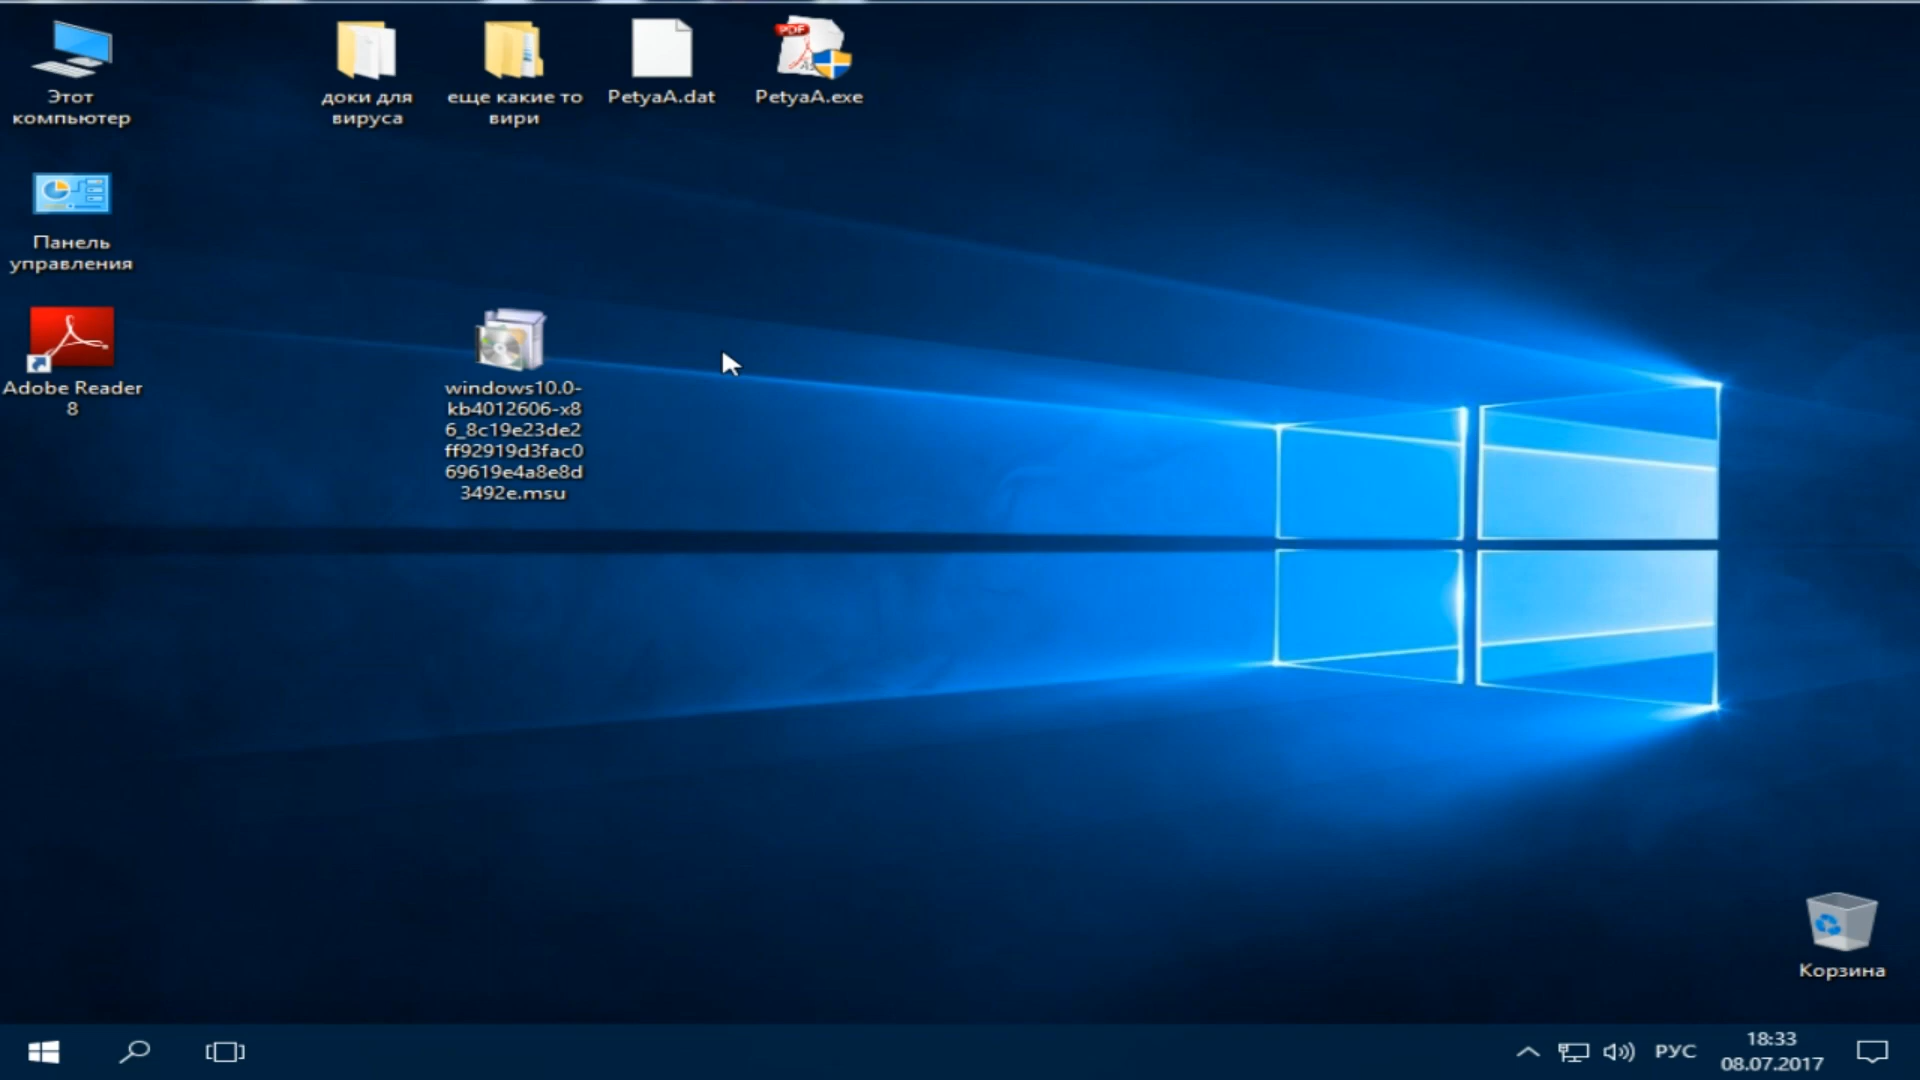 Этот
компьютер
доки для
вируса
еще какие то
вири
PetyaA.dat
PDF
PetyaA.exe
Панель
управления
Adobe Reader
8
windows10.0-
kb4012606-x8
6_8c19e23de2
ff92919d3fac0
69619e4a8e8d
3492e.msu
Корзина
РУС
18:33
08.07.2017